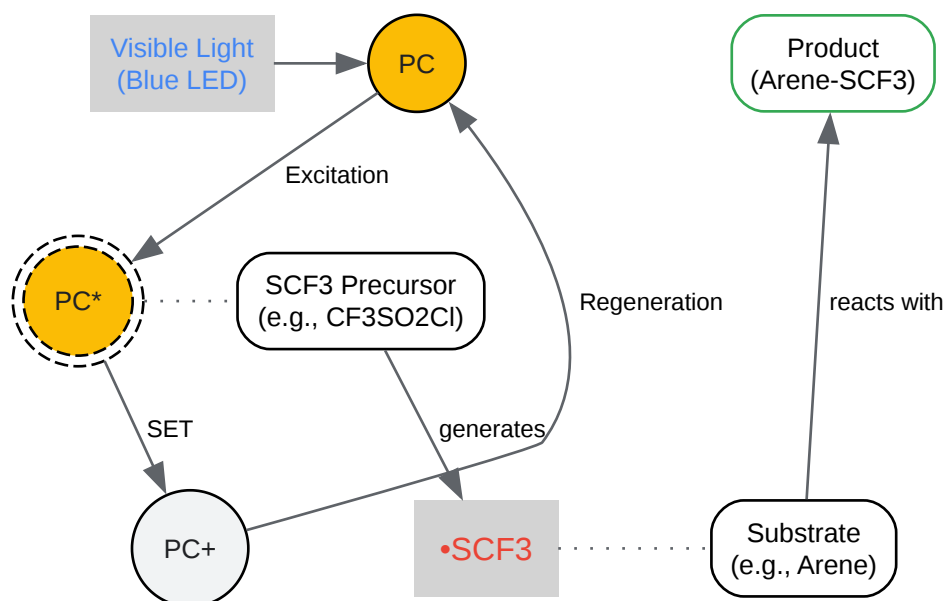 Visible Light
(Blue LED)
PC
Product
(Arene-SCF3)
Excitation
PC*
SCF3 Precursor
(e.g., CF3SO2Cl)
Regeneration
reacts with
SET
generates
PC+
•SCF3
Substrate
(e.g., Arene)